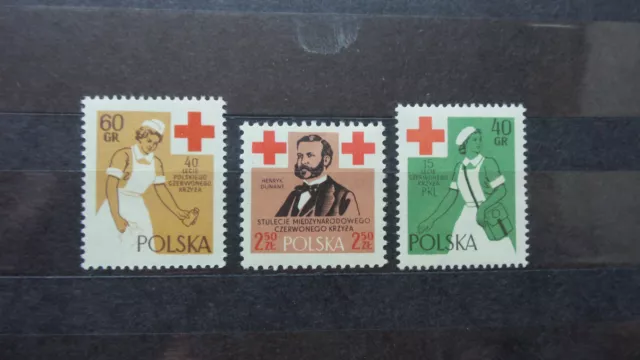 60
GR
40
LECIE
POLSKIEGO
CZERWONEGO
KRZYŻA
POLSKA
HENRYK
DUNANT
STULECIE MIĘDZYNARODOWEGO
CZERWONEGO KRZYŻA
2.50 ZŁ POLSKA 2.50 ZŁ
40
GR
15
LECIE
KRZYŻA
PRL
POLSKA